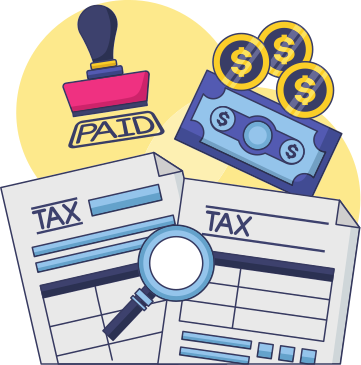 PAID
$ $ $
$ $
TAX TAX